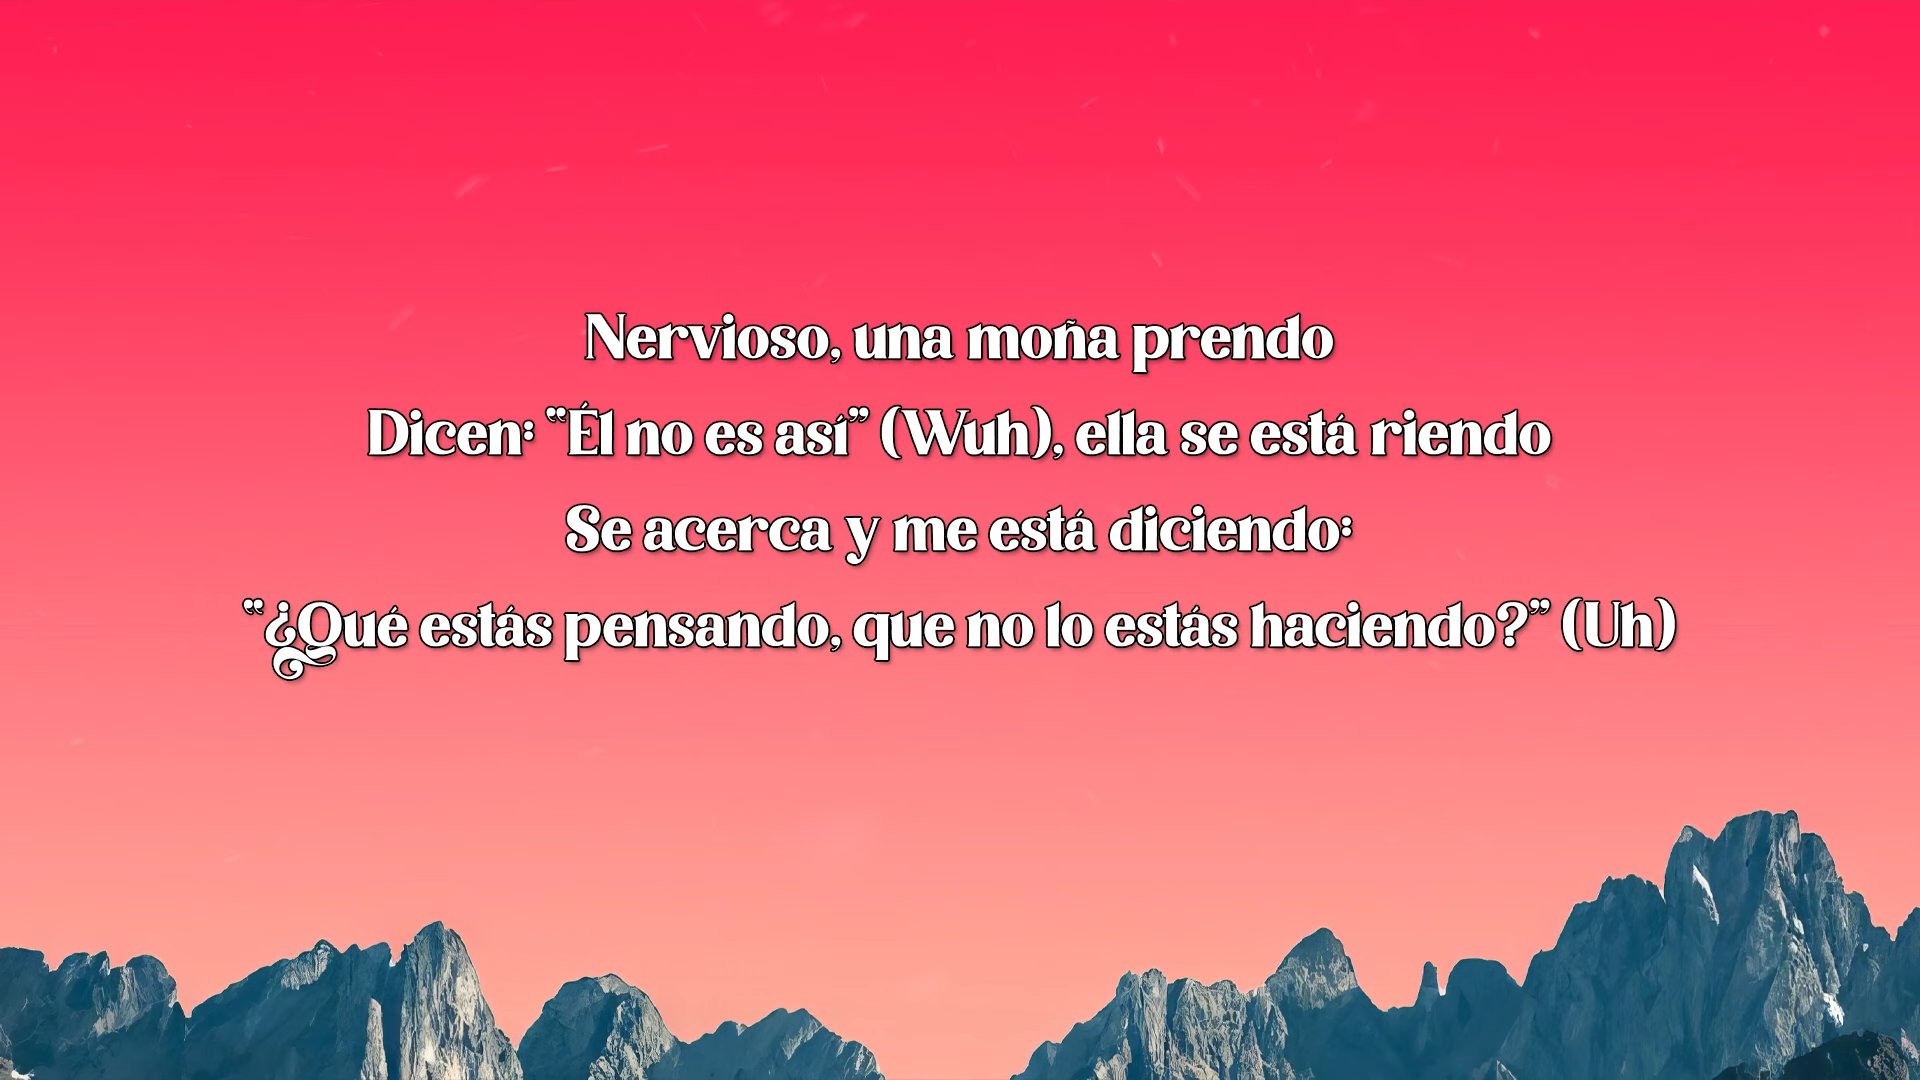 Nervioso, una moña prendo
Dicen: “Él no es así” (Wuh), ella se está riendo
Se acerca y me está diciendo:
“¿Qué estás pensando, que no lo estás haciendo?” (Uh)